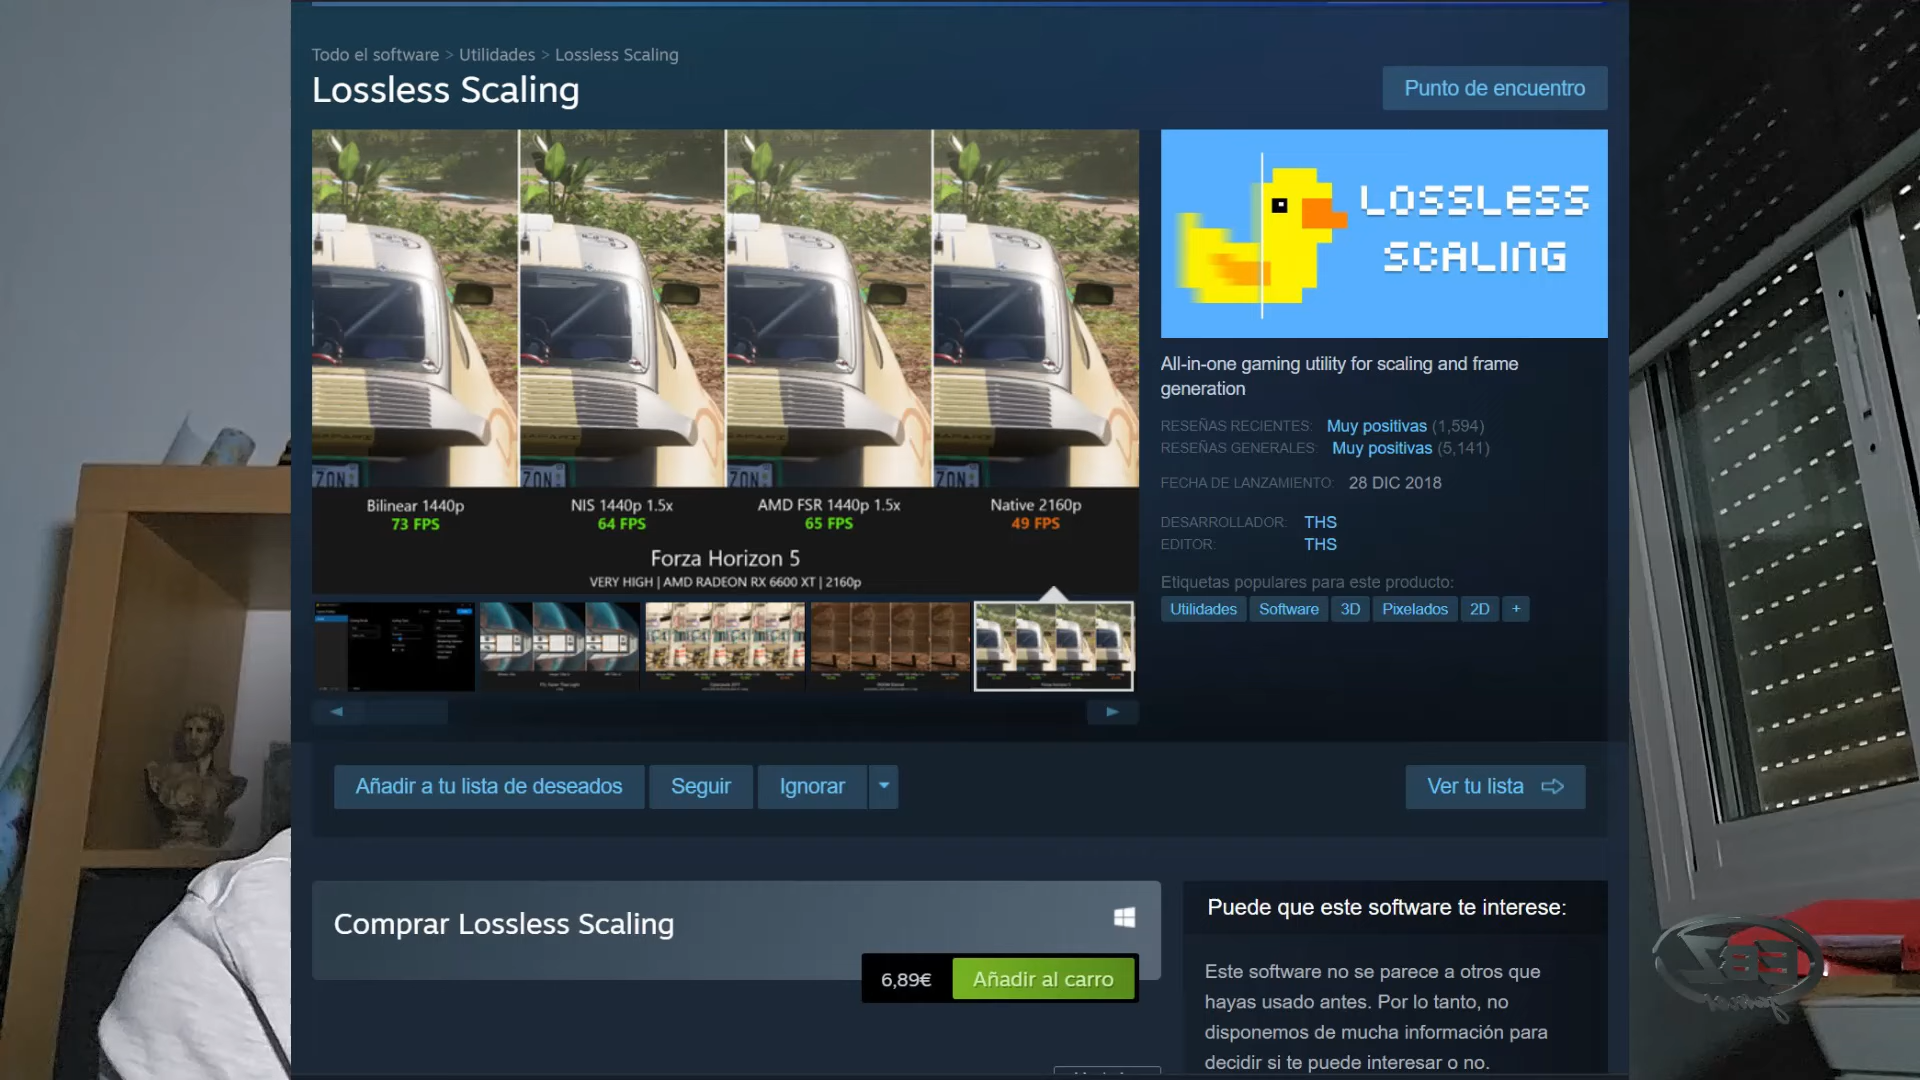 Todo el software > Utilidades > Lossless Scaling
Lossless Scaling
Punto de encuentro
ZON
ZON
ZON
ZON
Bilinear 1440p
73 FPS
NIS 1440p 1.5x
64 FPS
AMD FSR 1440p 1.5x
65 FPS
Native 2160p
49 FPS
Forza Horizon 5
VERY HIGH | AMD RADEON RX 6600 XT | 2160p
LOSSLESS
SCALING
All-in-one gaming utility for scaling and frame
generation
RESEÑAS RECIENTES: Muy positivas (1,594)
RESEÑAS GENERALES: Muy positivas (5,141)
FECHA DE LANZAMIENTO: 28 DIC 2018
DESARROLLADOR: THS
EDITOR: THS
Etiquetas populares para este producto:
Utilidades Software 3D Pixelados 2D +
Añadir a tu lista de deseados
Seguir
Ignorar
Ver tu lista
Comprar Lossless Scaling
6,89€
Añadir al carro
Puede que este software te interese:
Este software no se parece a otros que
hayas usado antes. Por lo tanto, no
disponemos de mucha información para
decidir si te puede interesar o no.